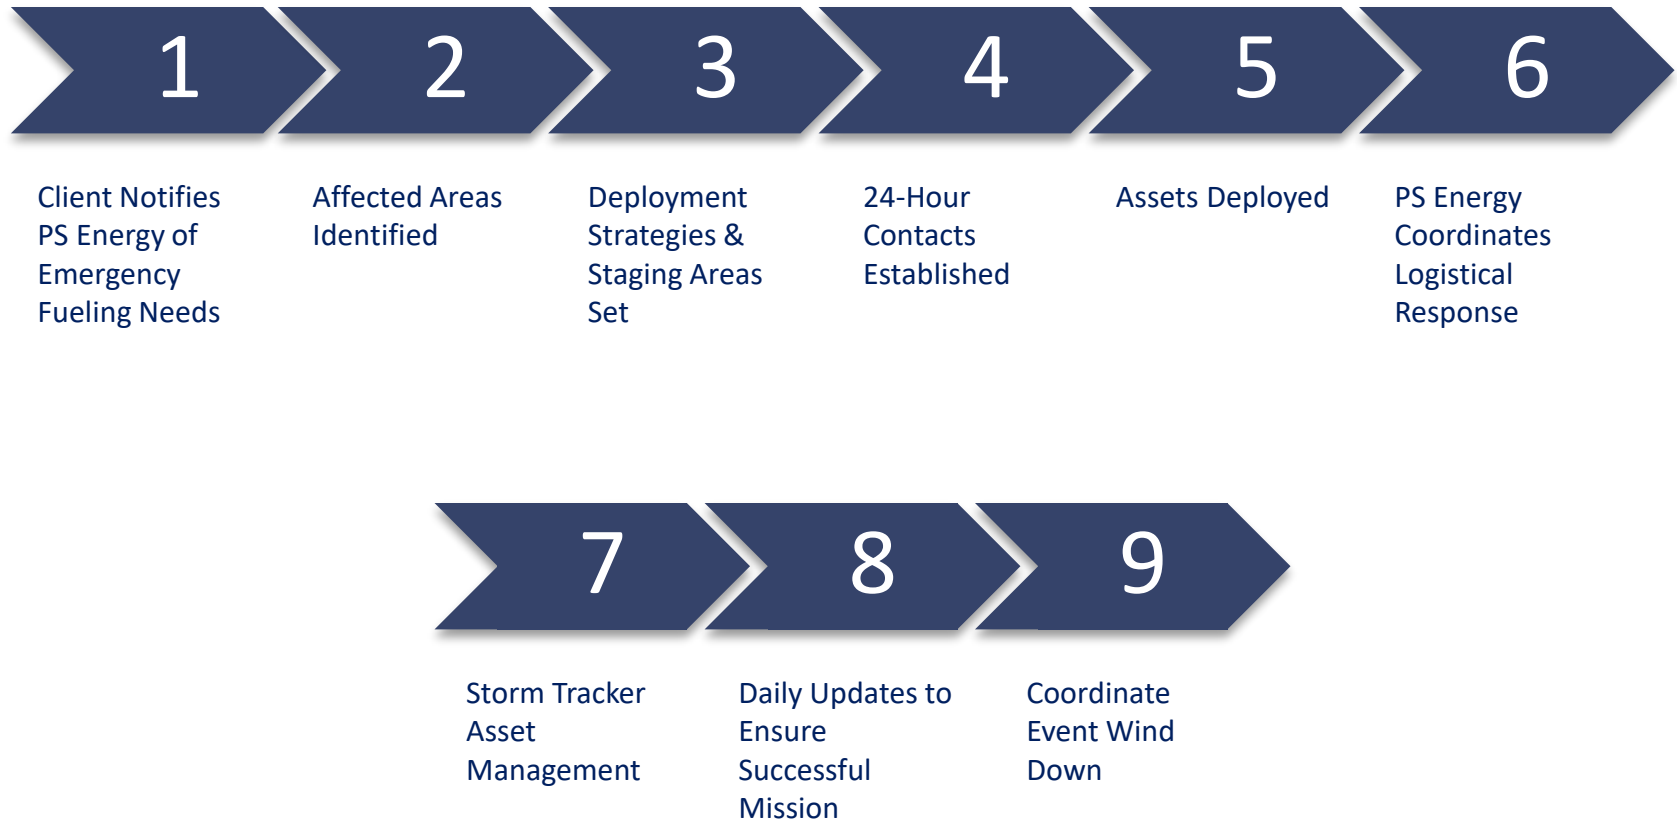 1
2
3
4
5
6
Client Notifies
PS Energy of
Emergency
Fueling Needs
Affected Areas
Identified
Deployment
Strategies &
Staging Areas
Set
24-Hour
Contacts
Established
Assets Deployed
PS Energy
Coordinates
Logistical
Response
7
8
9
Storm Tracker
Asset
Management
Daily Updates to
Ensure
Successful
Mission
Coordinate
Event Wind
Down